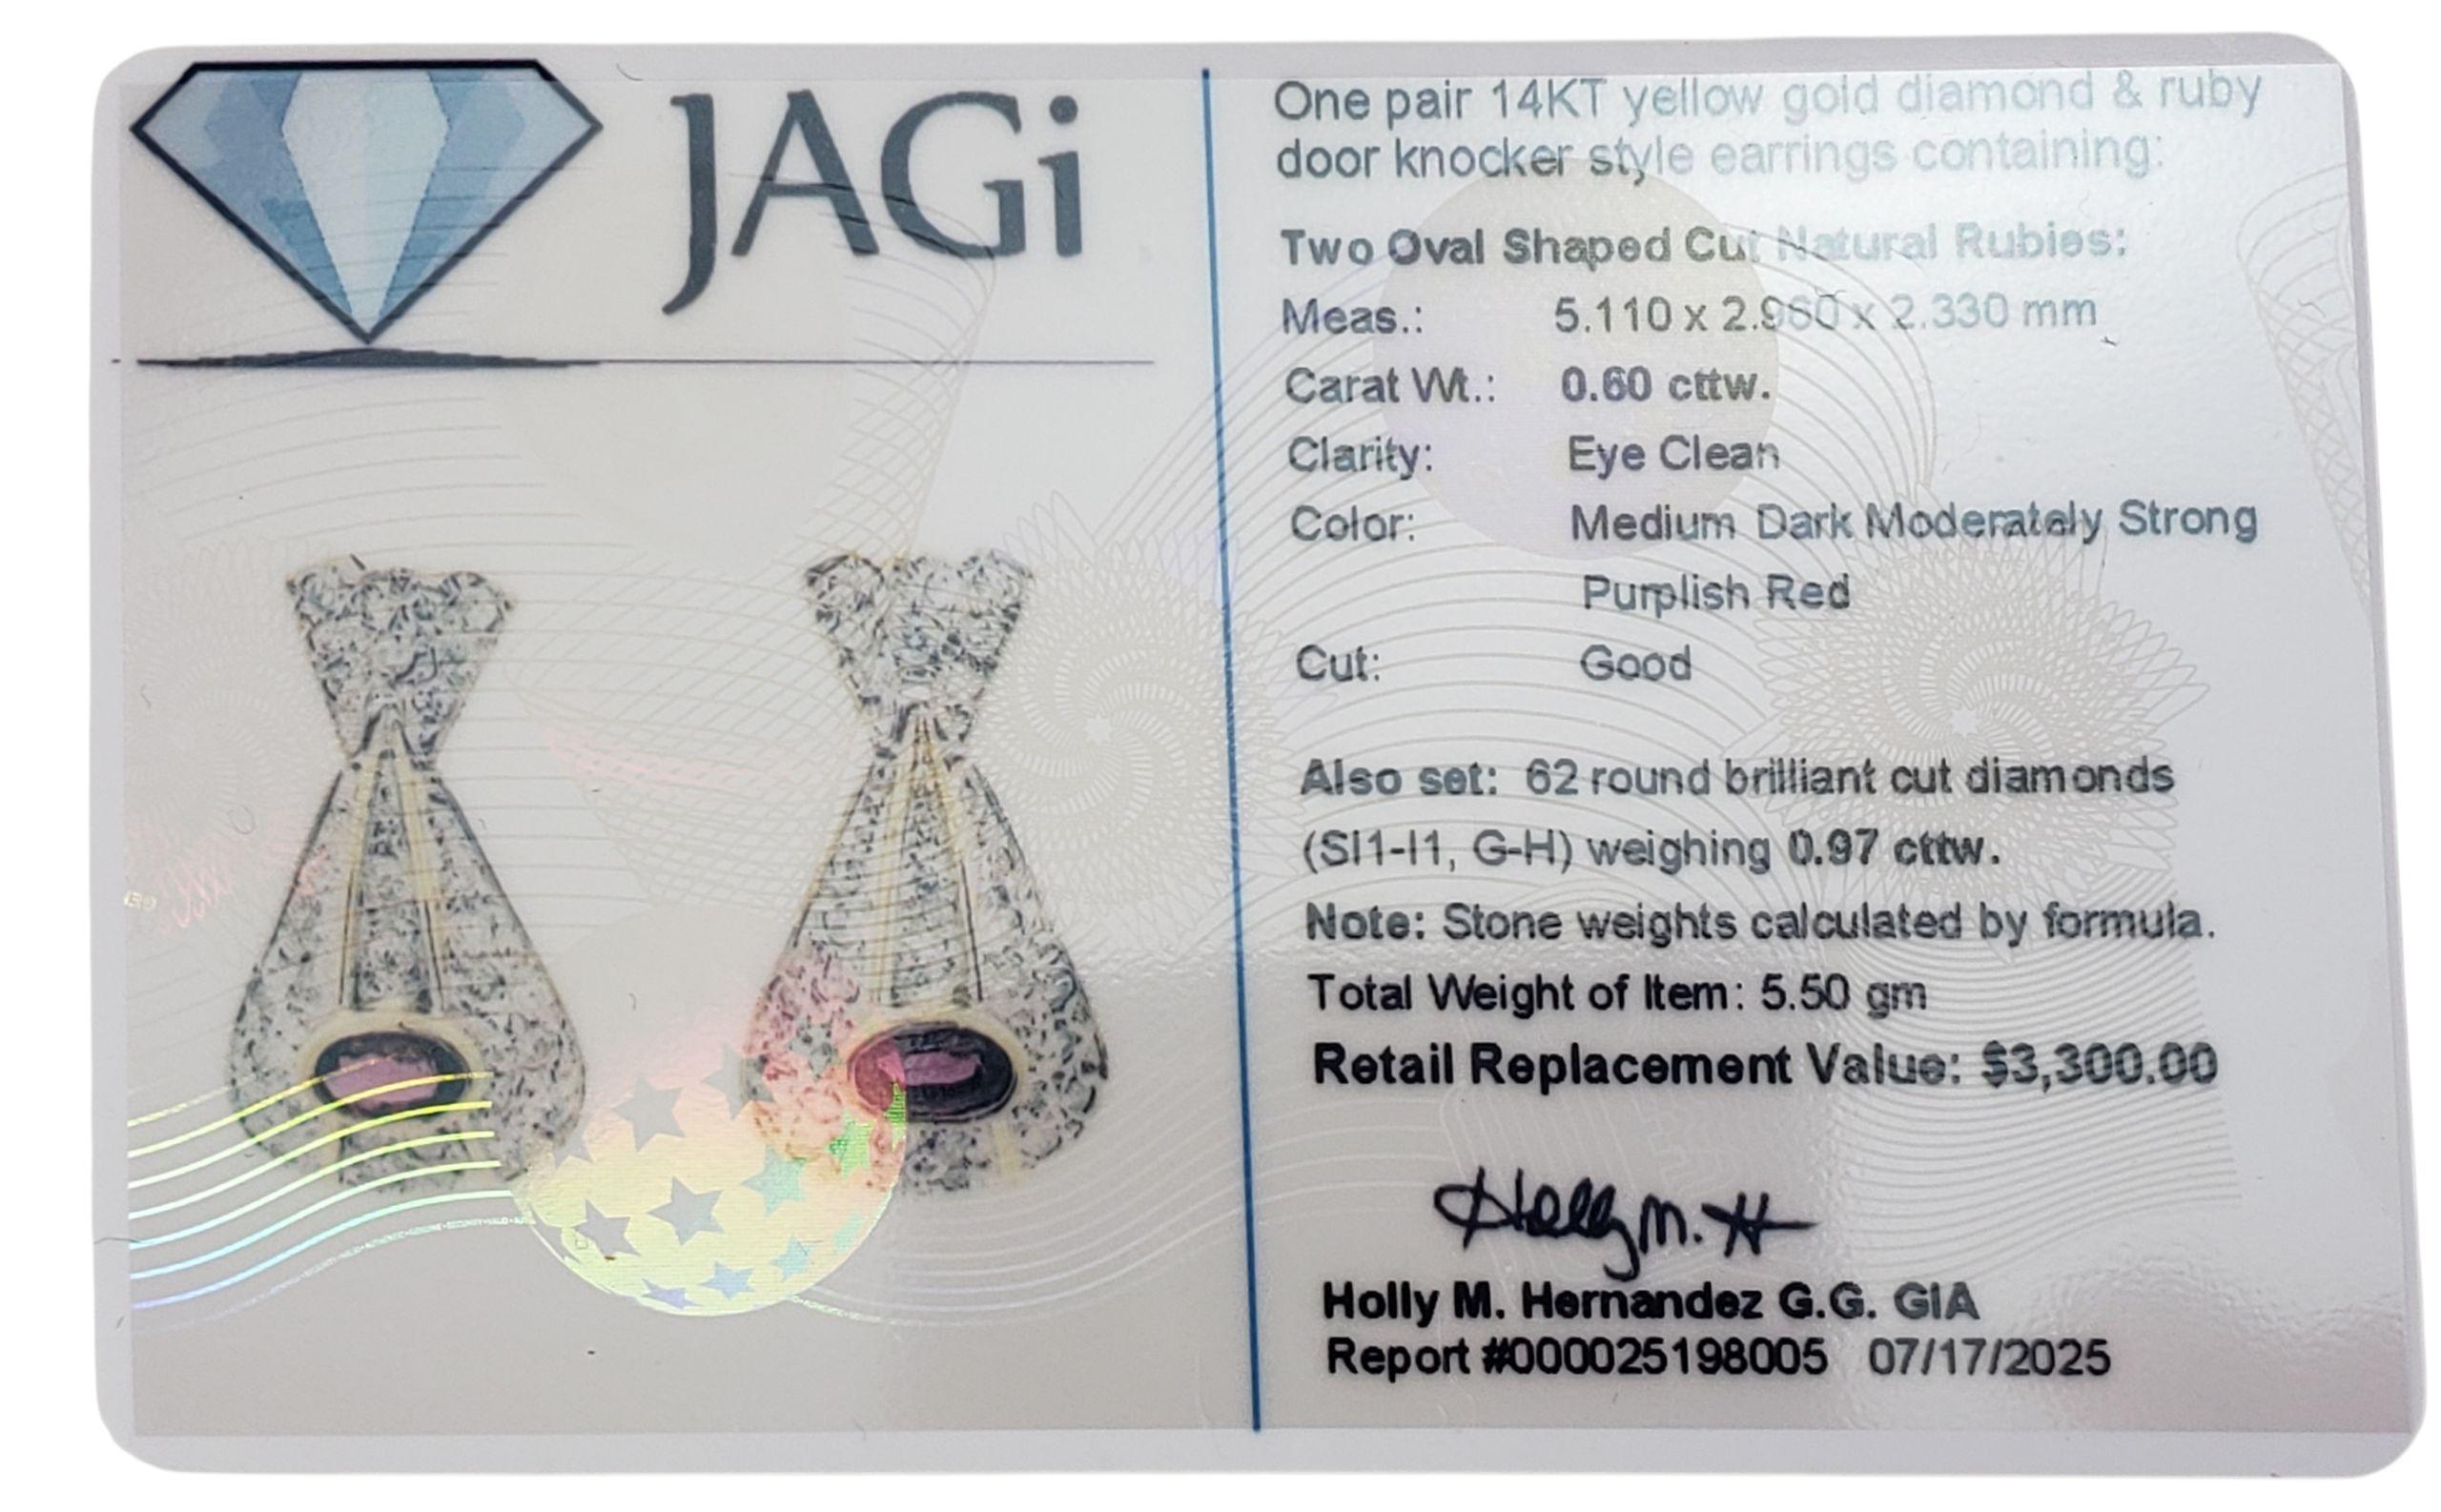 JAGi
One pair 14KT yellow gold diamond & ruby
door knocker style earrings containing:
Two Oval Shaped Cut Natural Rubies:
Meas.: 5.110 x 2.960 x 2.330 mm
Carat Wt.: 0.60 cttw.
Clarity: Eye Clean
Color: Medium Dark Moderately Strong
Purplish Red
Cut: Good
Also set: 62 round brilliant cut diamonds
(SI1-I1, G-H) weighing 0.97 cttw.
Note: Stone weights calculated by formula.
Total Weight of Item: 5.50 gm
Retail Replacement Value: $3,300.00
Holly M. H
Holly M. Hernandez G.G. GIA
Report #000025198005 07/17/2025